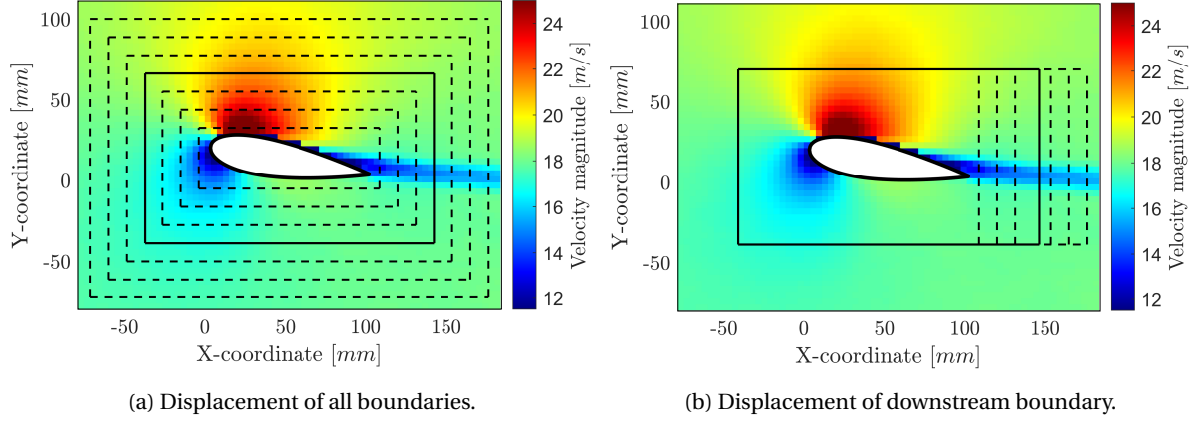 100
50
0
-50
Y-coordinate [mm]
-50 0 50 100 150
X-coordinate [mm]
24
22
20
18
16
14
12
Velocity magnitude [m/s]
(a) Displacement of all boundaries.
100
50
0
-50
Y-coordinate [mm]
-50 0 50 100 150
X-coordinate [mm]
24
22
20
18
16
14
12
Velocity magnitude [m/s]
(b) Displacement of downstream boundary.